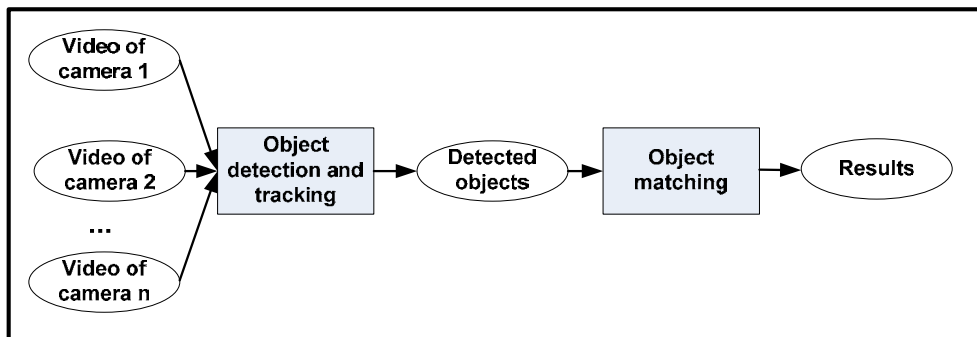 Video of
camera 1
Video of
camera 2
...
Video of
camera n
Object
detection and
tracking
Detected
objects
Object
matching
Results